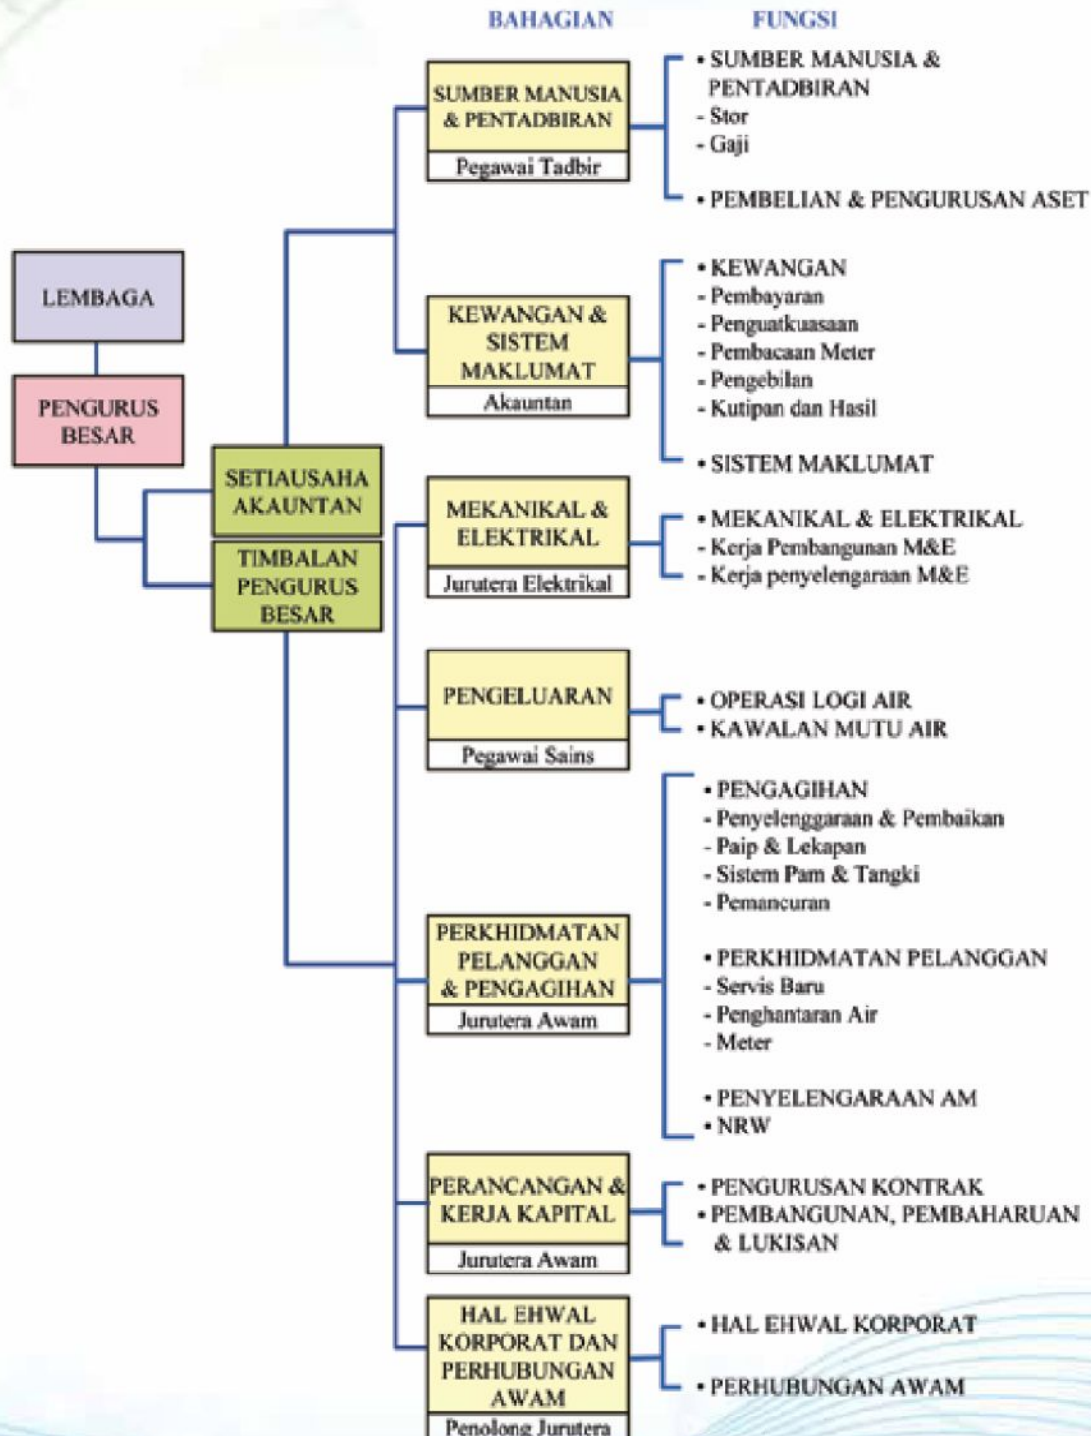 BAHAGIAN
FUNGSI
LEMBAGA
PENGURUS
BESAR
SETIAUSAHA
AKAUNTAN
TIMBALAN
PENGURUS
BESAR
SUMBER MANUSIA
& PENTADBIRAN
Pegawai Tadbir
• SUMBER MANUSIA &
PENTADBIRAN
- Stor
- Gaji
• PEMBELIAN & PENGURUSAN ASET
KEWANGAN &
SISTEM
MAKLUMAT
Akauntan
• KEWANGAN
- Pembayaran
- Penguatkuasaan
- Pembacaan Meter
- Pengebilan
- Kutipan dan Hasil
• SISTEM MAKLUMAT
MEKANIKAL &
ELEKTRIKAL
Jurutera Elektrikal
• MEKANIKAL & ELEKTRIKAL
- Kerja Pembangunan M&E
- Kerja penyelengaraan M&E
PENGELUARAN
Pegawai Sains
• OPERASI LOGI AIR
• KAWALAN MUTU AIR
PERKHIDMATAN
PELANGGAN
& PENGAGIHAN
Jurutera Awam
• PENGAGIHAN
- Penyelenggaraan & Pembaikan
- Paip & Lekapan
- Sistem Pam & Tangki
- Pemancuran
• PERKHIDMATAN PELANGGAN
- Servis Baru
- Penghantaran Air
- Meter
• PENYELENGARAAN AM
• NRW
PERANCANGAN &
KERJA KAPITAL
Jurutera Awam
• PENGURUSAN KONTRAK
• PEMBANGUNAN, PEMBAHARUAN
& LUKISAN
HAL EHWAL
KORPORAT DAN
PERHUBUNGAN
AWAM
Penolong Jurutera
• HAL EHWAL KORPORAT
• PERHUBUNGAN AWAM